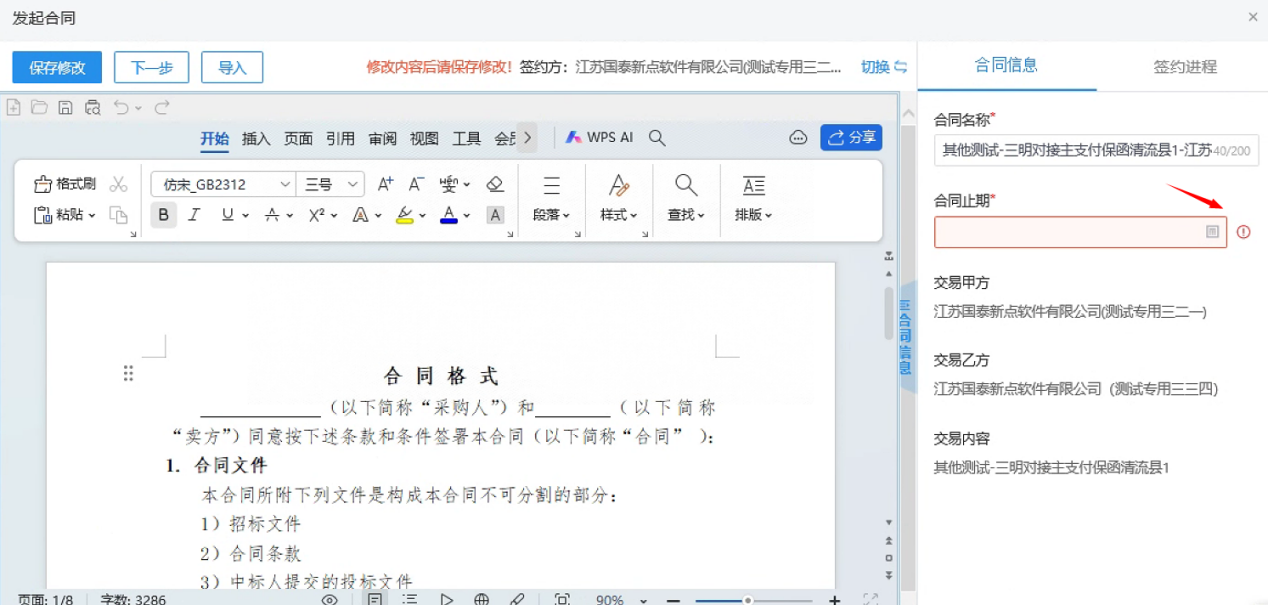 发起合同
保存修改 下一步 导入 修改内容后请保存修改！ 签约方：江苏国泰新点软件有限公司(测试专用三二... 切换
开始 插入 页面 引用 审阅 视图 工具 会员 WPS AI 分享
格式刷 仿宋_GB2312 三号 A+ A-
粘贴 B I U A X² A A A 段落 样式 查找 排版
合同格式
（以下简称“采购人”）和________（以下简称
“卖方”）同意按下述条款和条件签署本合同（以下简称“合同” ）：
1. 合同文件
本合同所附下列文件是构成本合同不可分割的部分：
1）招标文件
2）合同条款
3）中标人提交的投标文件
页面: 1/8 字数: 3286 90%
合同信息
合同信息 签约进程
合同名称*
其他测试-三明对接主支付保函清流县1-江苏 40/200
合同止期*
交易甲方
江苏国泰新点软件有限公司(测试专用三二一)
交易乙方
江苏国泰新点软件有限公司（测试专用三三四）
交易内容
其他测试-三明对接主支付保函清流县1